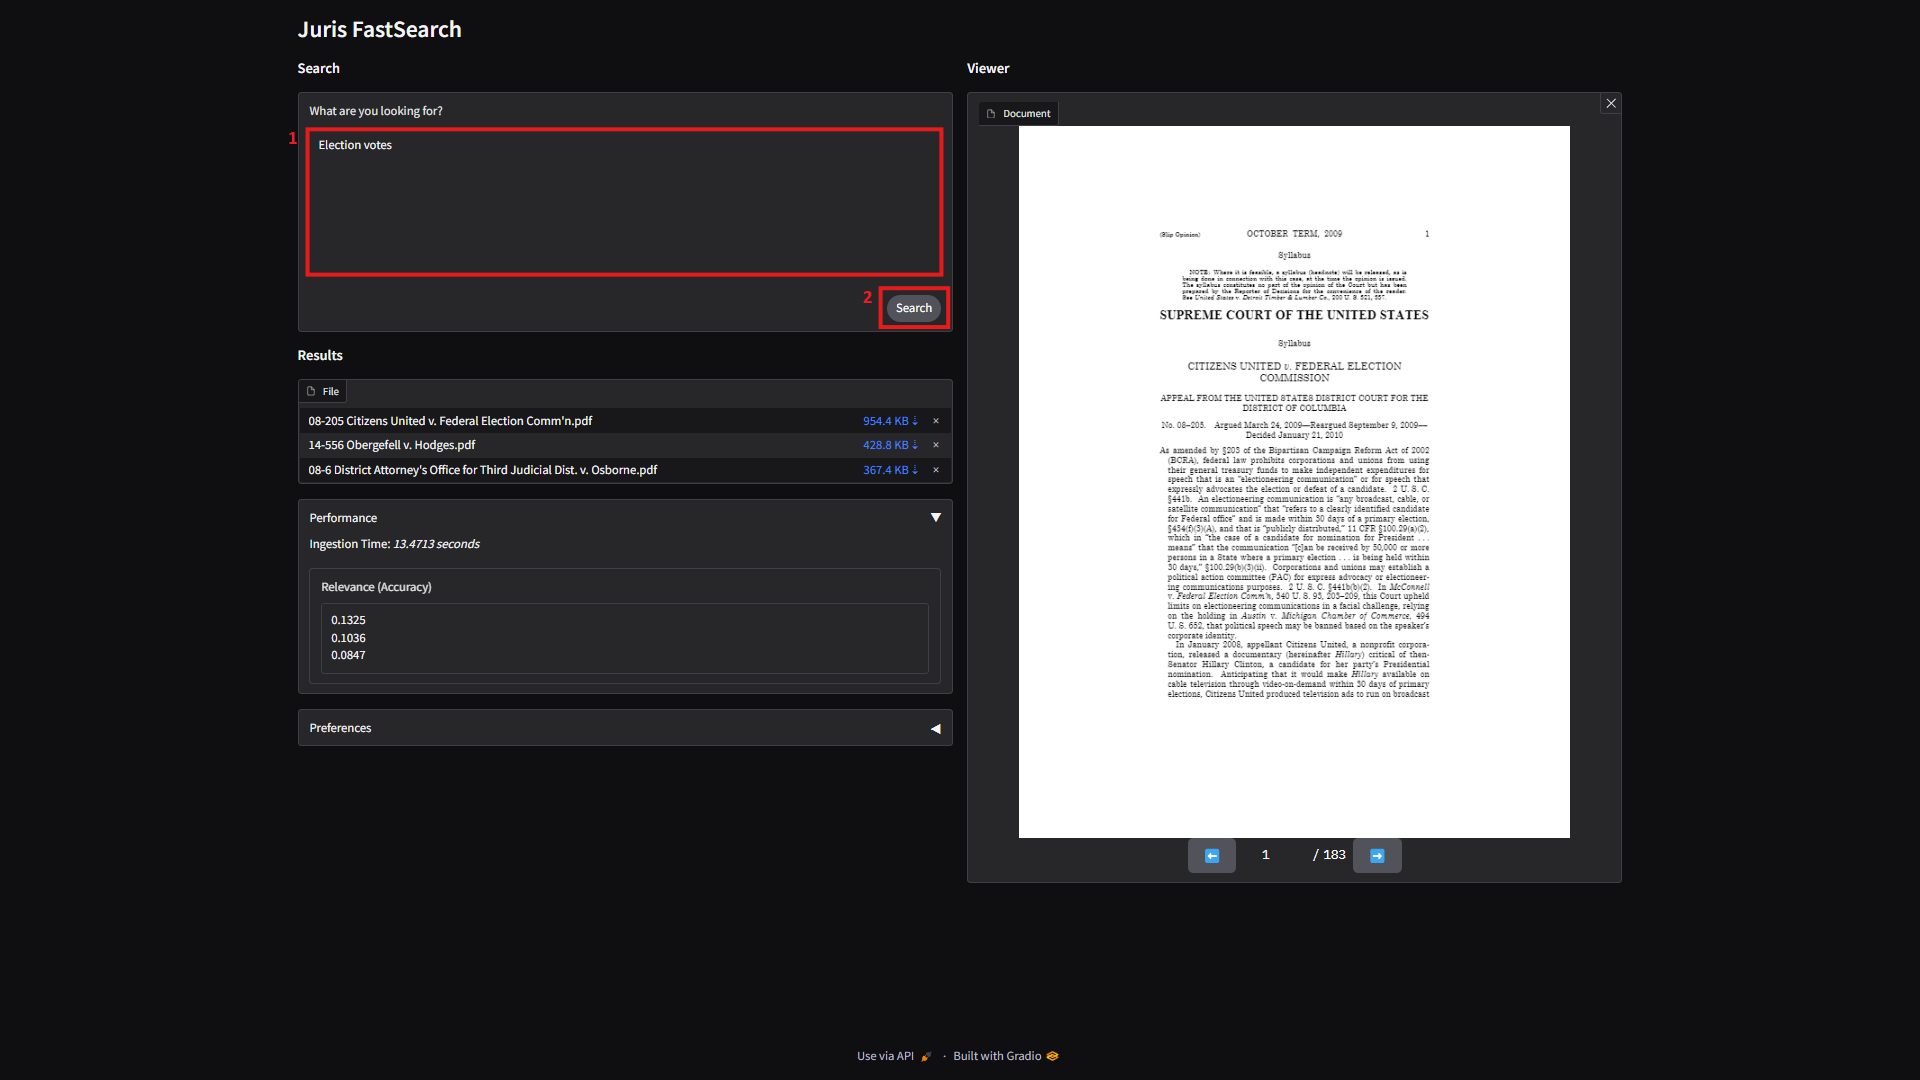 Juris FastSearch
Search
What are you looking for?
1
Election votes
2
Search
Results
File
08-205 Citizens United v. Federal Election Comm'n.pdf 954.4 KB ⇣ ×
14-556 Obergefell v. Hodges.pdf 428.8 KB ⇣ ×
08-6 District Attorney's Office for Third Judicial Dist. v. Osborne.pdf 367.4 KB ⇣ ×
Performance ▼
Ingestion Time: 13.4713 seconds
Relevance (Accuracy)
0.1325
0.1036
0.0847
Preferences ◀
Viewer
Document
(Slip Opinion) OCTOBER TERM, 2009 1
Syllabus
NOTE: Where it is feasible, a syllabus (headnote) will be released, as is
being done in connection with this case, at the time the opinion is issued.
The syllabus constitutes no part of the opinion of the Court but has been
prepared by the Reporter of Decisions for the convenience of the reader.
See United States v. Detroit Timber & Lumber Co., 200 U. S. 321, 337.
SUPREME COURT OF THE UNITED STATES
Syllabus
CITIZENS UNITED v. FEDERAL ELECTION
COMMISSION
APPEAL FROM THE UNITED STATES DISTRICT COURT FOR THE
DISTRICT OF COLUMBIA
No. 08–205. Argued March 24, 2009—Reargued September 9, 2009––
Decided January 21, 2010
As amended by §203 of the Bipartisan Campaign Reform Act of 2002
(BCRA), federal law prohibits corporations and unions from using
their general treasury funds to make independent expenditures for
speech that is an “electioneering communication” or for speech that
expressly advocates the election or defeat of a candidate. 2 U. S. C.
§441b. An electioneering communication is “any broadcast, cable, or
satellite communication” that “refers to a clearly identified candidate
for Federal office” and is made within 30 days of a primary election,
§434(f)(3)(A), and that is “publicly distributed,” 11 CFR §100.29(a)(2),
which in “the case of a candidate for nomination for President . . .
means” that the communication “[c]an be received by 50,000 or more
persons in a State where a primary election . . . is being held within
30 days,” §100.29(b)(3)(ii). Corporations and unions may establish a
political action committee (PAC) for express advocacy or electioneer-
ing communications purposes. 2 U. S. C. §441b(b)(2). In McConnell
v. Federal Election Comm’n, 540 U. S. 93, 203–209, this Court upheld
limits on electioneering communications in a facial challenge, relying
on the holding in Austin v. Michigan Chamber of Commerce, 494
U. S. 652, that political speech may be banned based on the speaker’s
corporate identity.
In January 2008, appellant Citizens United, a nonprofit corpora-
tion, released a documentary (hereinafter Hillary) critical of then-
Senator Hillary Clinton, a candidate for her party’s Presidential
nomination. Anticipating that it would make Hillary available on
cable television through video-on-demand within 30 days of primary
elections, Citizens United produced television ads to run on broadcast
1 / 183
Use via API · Built with Gradio